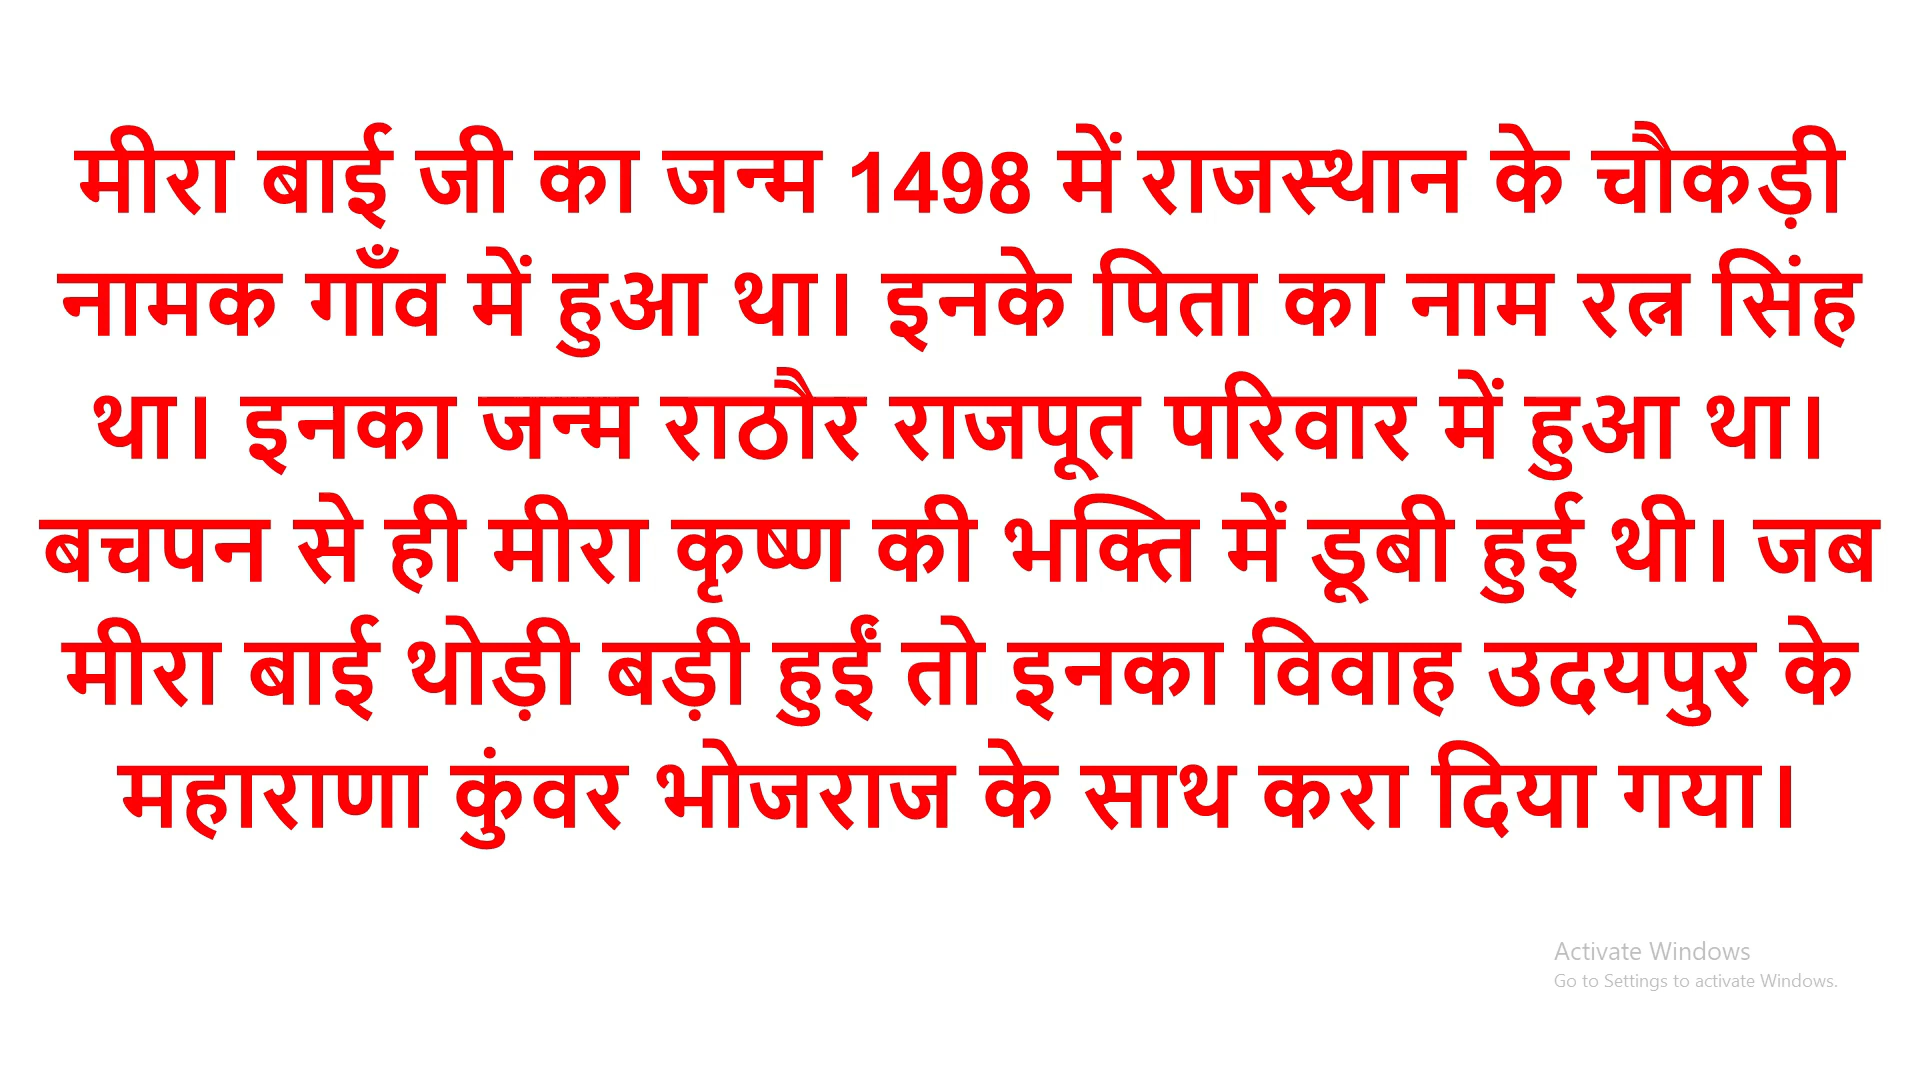 मीरा बाई जी का जन्म 1498 में राजस्थान के चौकड़ी
नामक गाँव में हुआ था। इनके पिता का नाम रत्न सिंह
था। इनका जन्म राठौर राजपूत परिवार में हुआ था।
बचपन से ही मीरा कृष्ण की भक्ति में डूबी हुई थी। जब
मीरा बाई थोड़ी बड़ी हुईं तो इनका विवाह उदयपुर के
महाराणा कुंवर भोजराज के साथ करा दिया गया।
Activate Windows
Go to Settings to activate Windows.